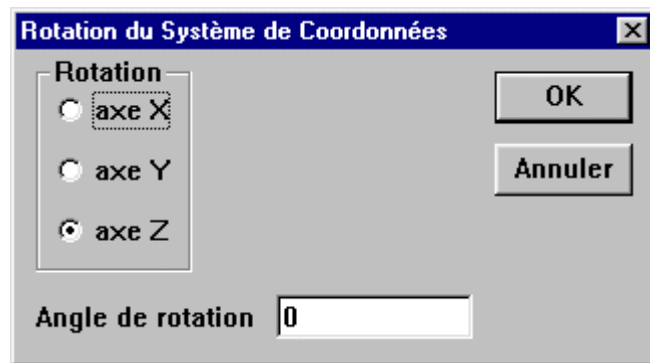 Rotation du Système de Coordonnées
Rotation
axe X
axe Y
axe Z
OK
Annuler
Angle de rotation 0